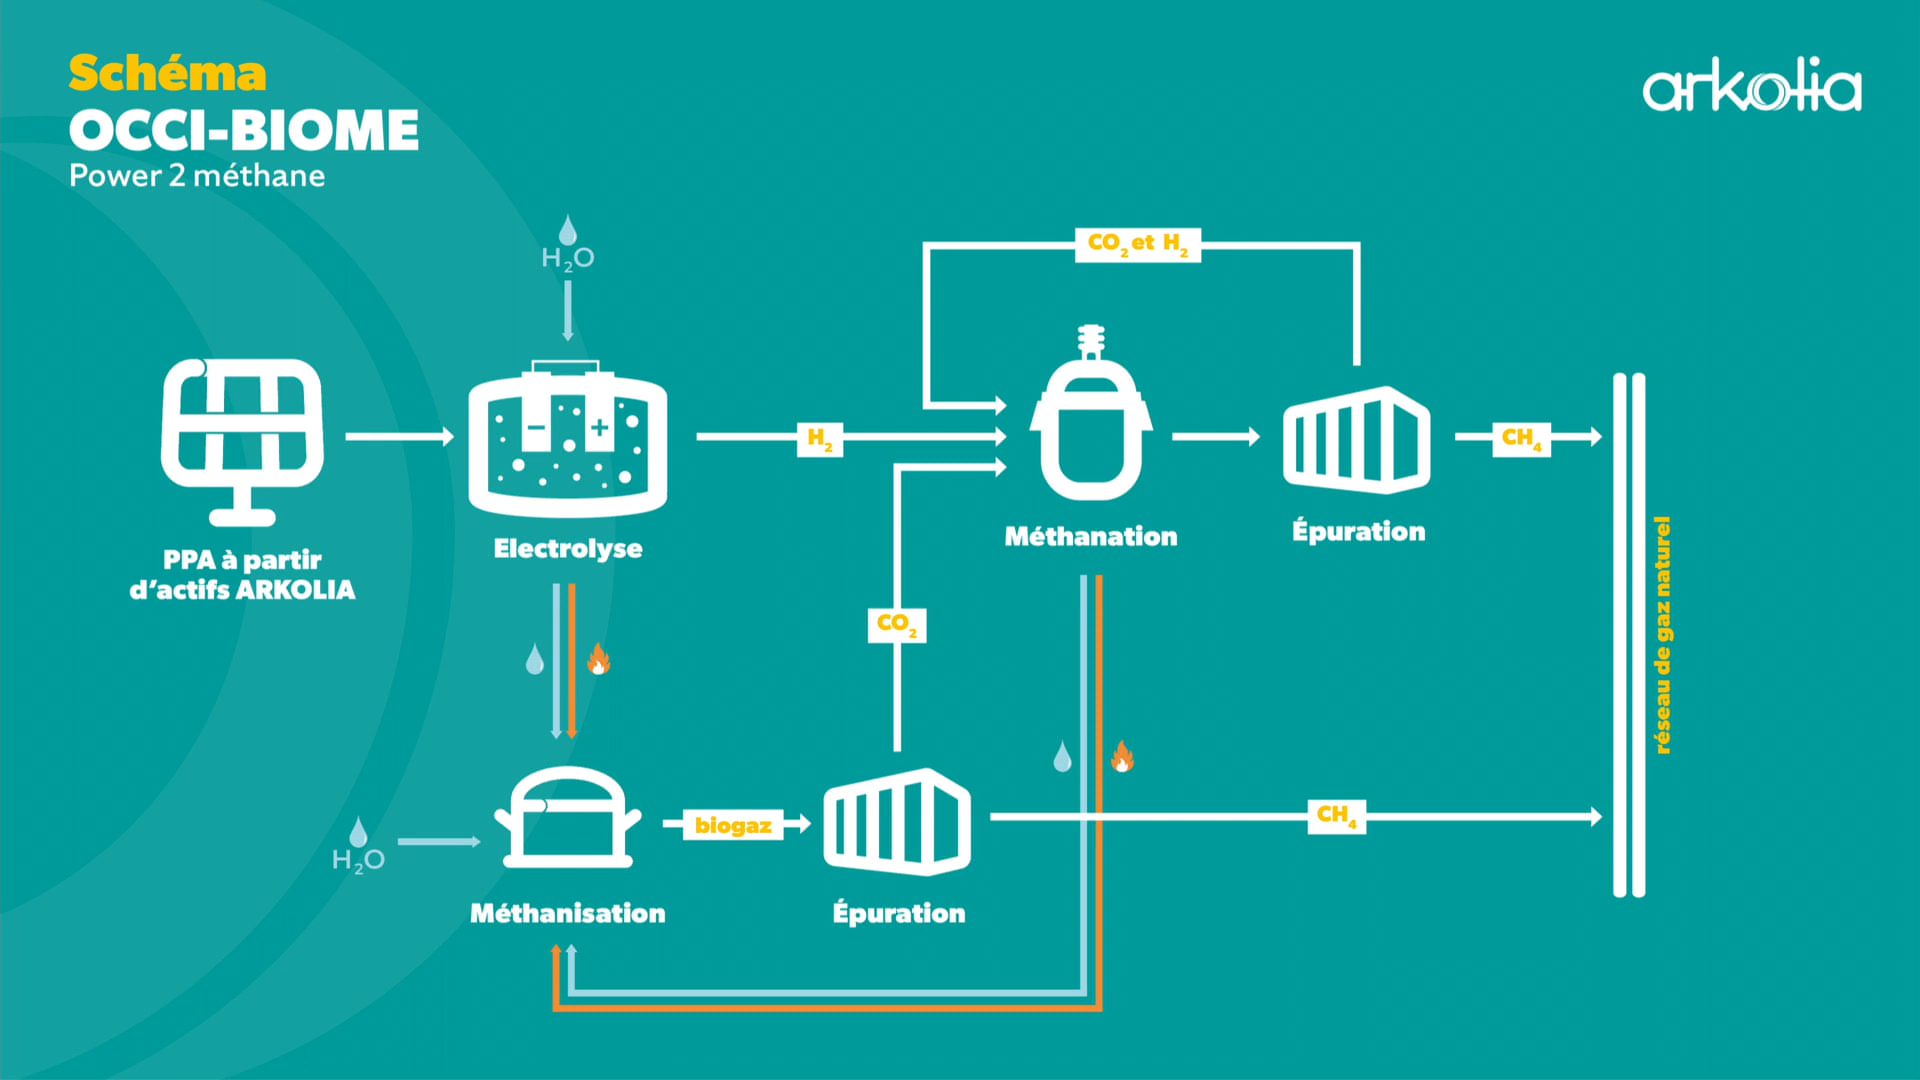 Schéma
OCCI-BIOME
Power 2 méthane
arkolia
H₂O
CO₂ et H₂
− +
H₂
CH₄
PPA à partir
d'actifs ARKOLIA
Electrolyse
Méthanation
Épuration
CO₂
réseau de gaz naturel
H₂O
biogaz
CH₄
Méthanisation
Épuration